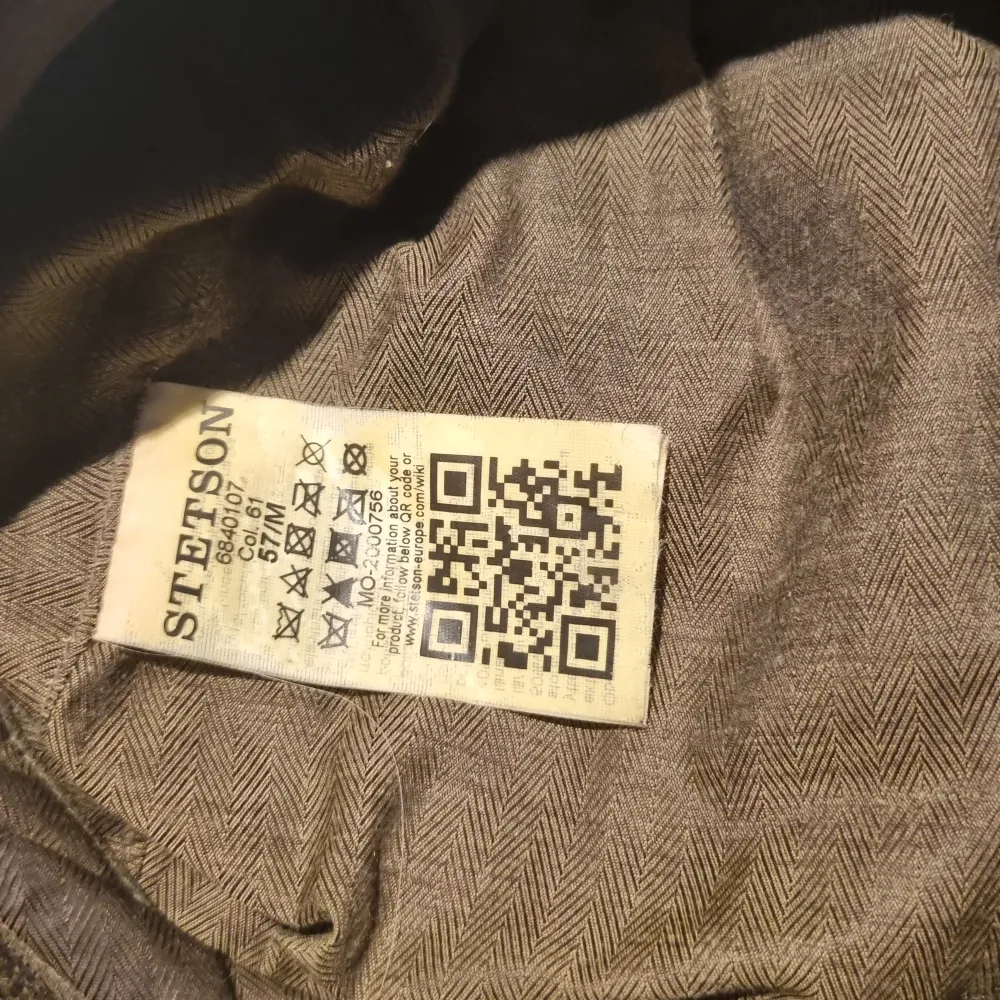 STETSON
6840107
Col. 61
57/M
MO-2000756
For more information about your
product, follow below QR code or
www.stetson-europe.com/wiki